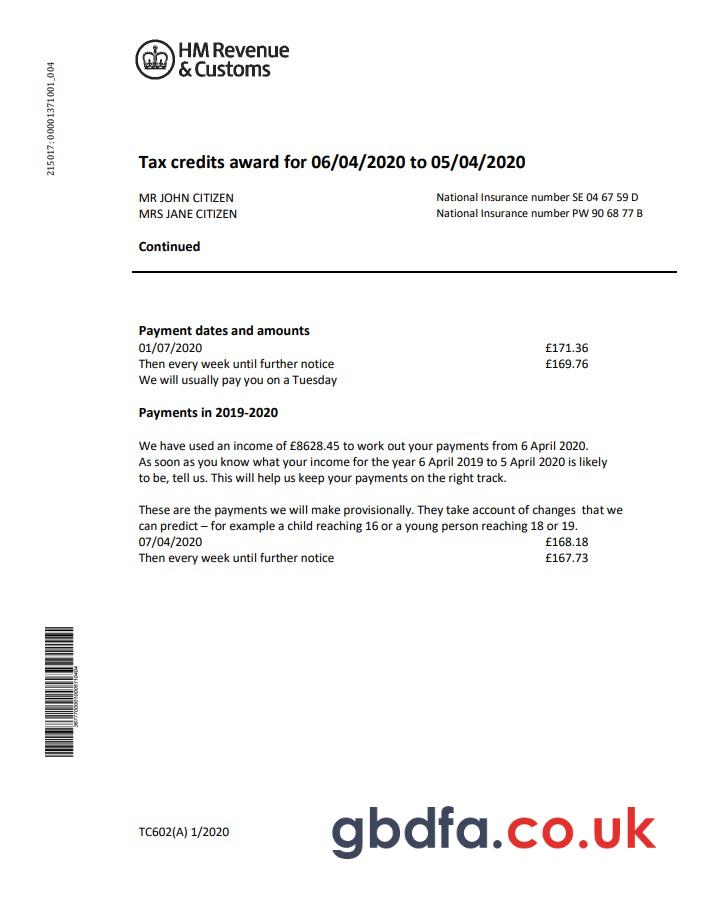 HM Revenue
& Customs
215017:00001371001_004
Tax credits award for 06/04/2020 to 05/04/2020
MR JOHN CITIZEN National Insurance number SE 04 67 59 D
MRS JANE CITIZEN National Insurance number PW 90 68 77 B
Continued
Payment dates and amounts
01/07/2020 £171.36
Then every week until further notice £169.76
We will usually pay you on a Tuesday
Payments in 2019-2020
We have used an income of £8628.45 to work out your payments from 6 April 2020.
As soon as you know what your income for the year 6 April 2019 to 5 April 2020 is likely
to be, tell us. This will help us keep your payments on the right track.
These are the payments we will make provisionally. They take account of changes that we
can predict – for example a child reaching 16 or a young person reaching 18 or 19.
07/04/2020 £168.18
Then every week until further notice £167.73
TC602(A) 1/2020
gbdfa.co.uk